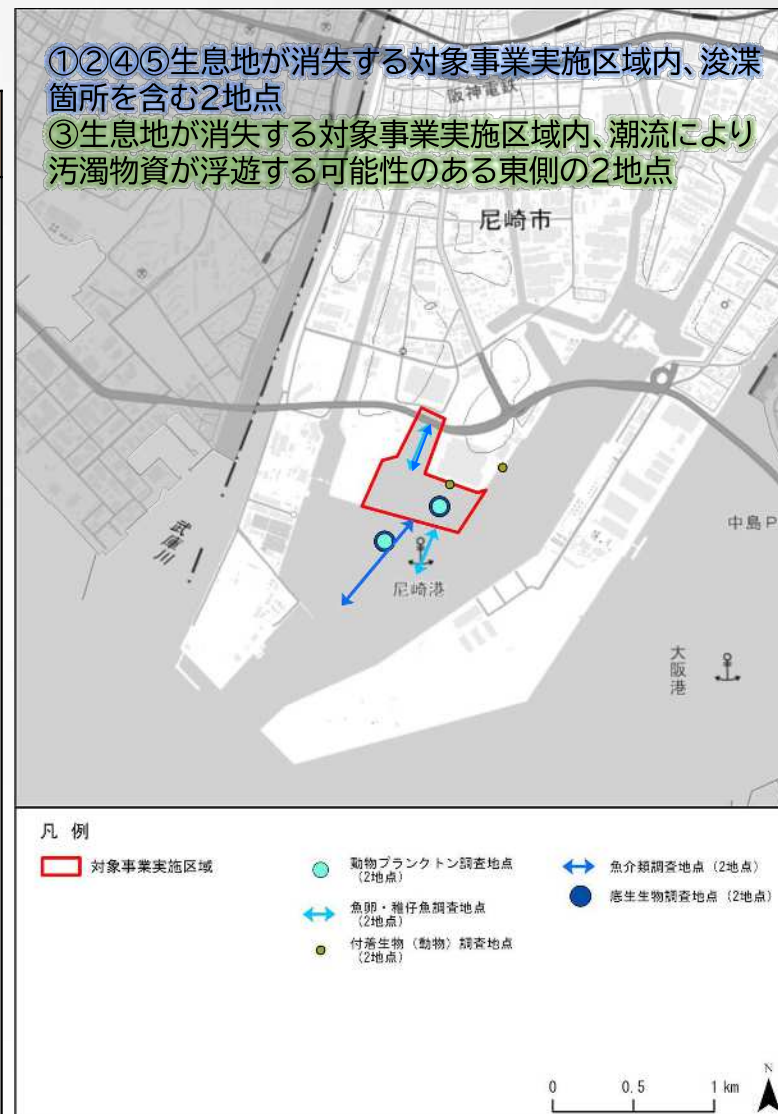 ①②④⑤生息地が消失する対象事業実施区域内、浚渫
箇所を含む2地点
阪神電鉄
③生息地が消失する対象事業実施区域内、潮流により
汚濁物資が浮遊する可能性のある東側の2地点
尼崎市
武庫川
中島P
尼崎港
大阪港
凡 例
対象事業実施区域
動物プランクトン調査地点
(2地点)
魚卵・稚仔魚調査地点
(2地点)
付着生物(動物)調査地点
(2地点)
魚介類調査地点(2地点)
底生生物調査地点(2地点)
N
0 0.5 1 km